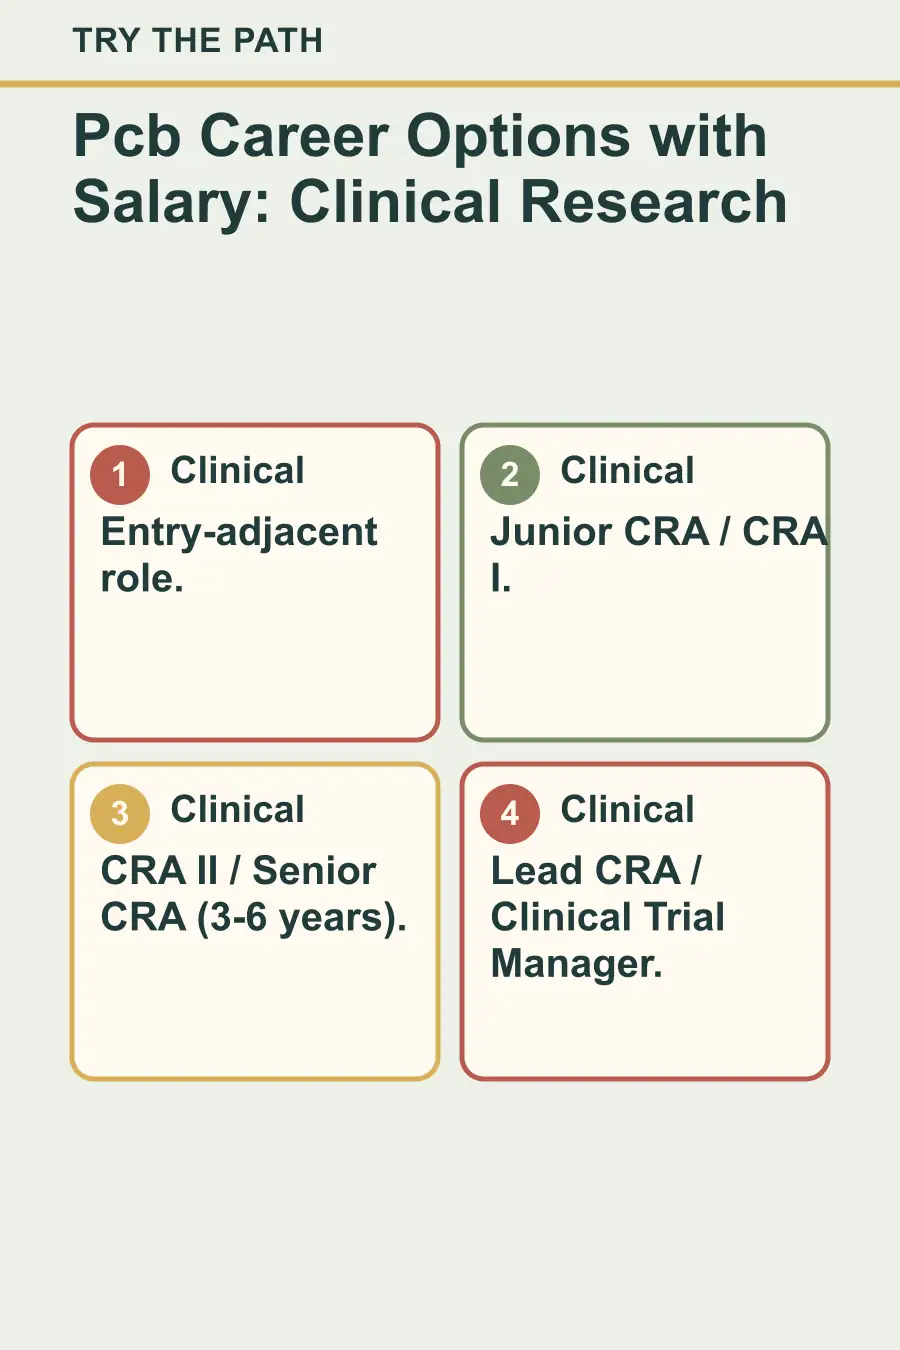 TRY THE PATH
Pcb Career Options with
Salary: Clinical Research
1 Clinical
Entry-adjacent
role.
2 Clinical
Junior CRA / CRA
I.
3 Clinical
CRA II / Senior
CRA (3-6 years).
4 Clinical
Lead CRA /
Clinical Trial
Manager.